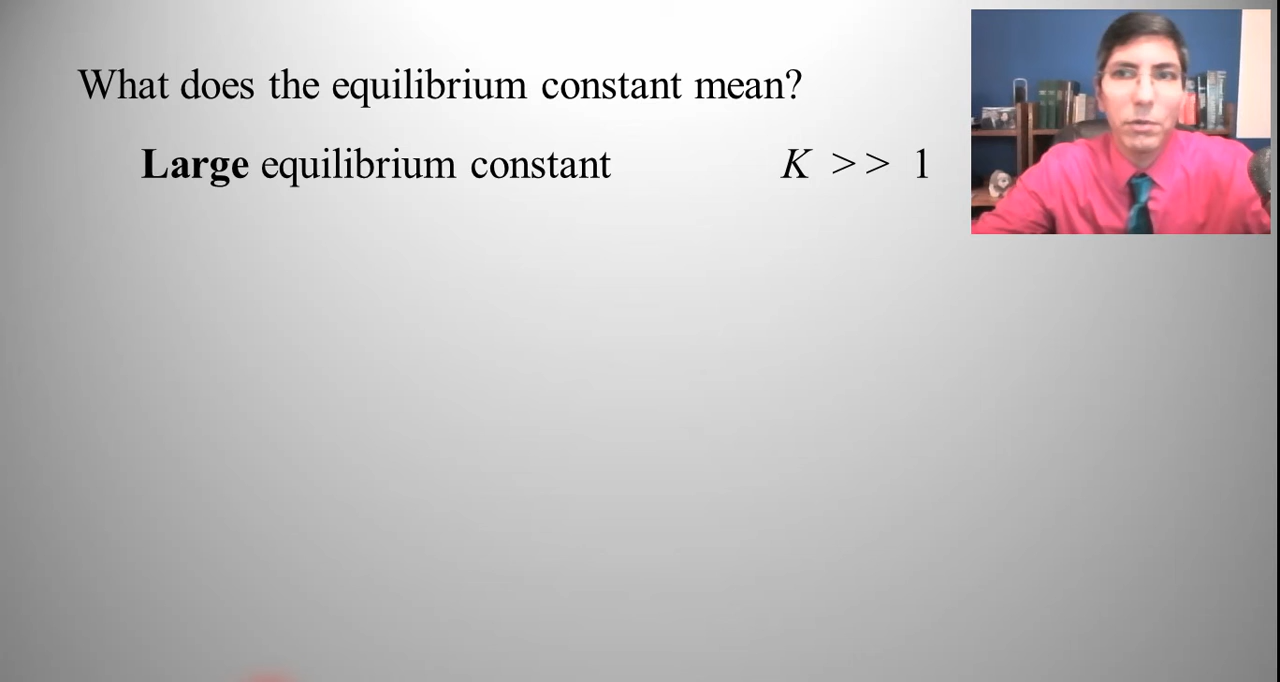 What does the equilibrium constant mean?
Large equilibrium constant K >> 1